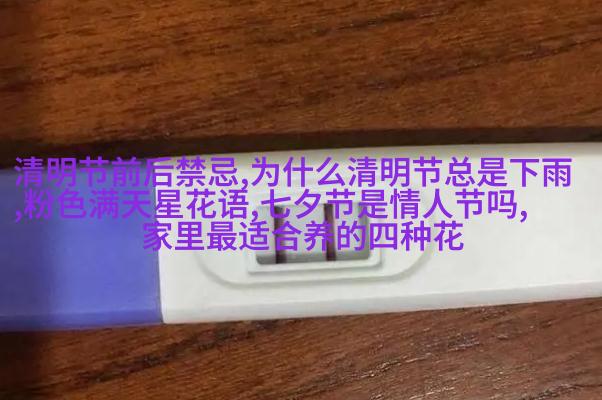 清明节前后禁忌,为什么清明节总是下雨
,粉色满天星花语,七夕节是情人节吗,
家里最适合养的四种花